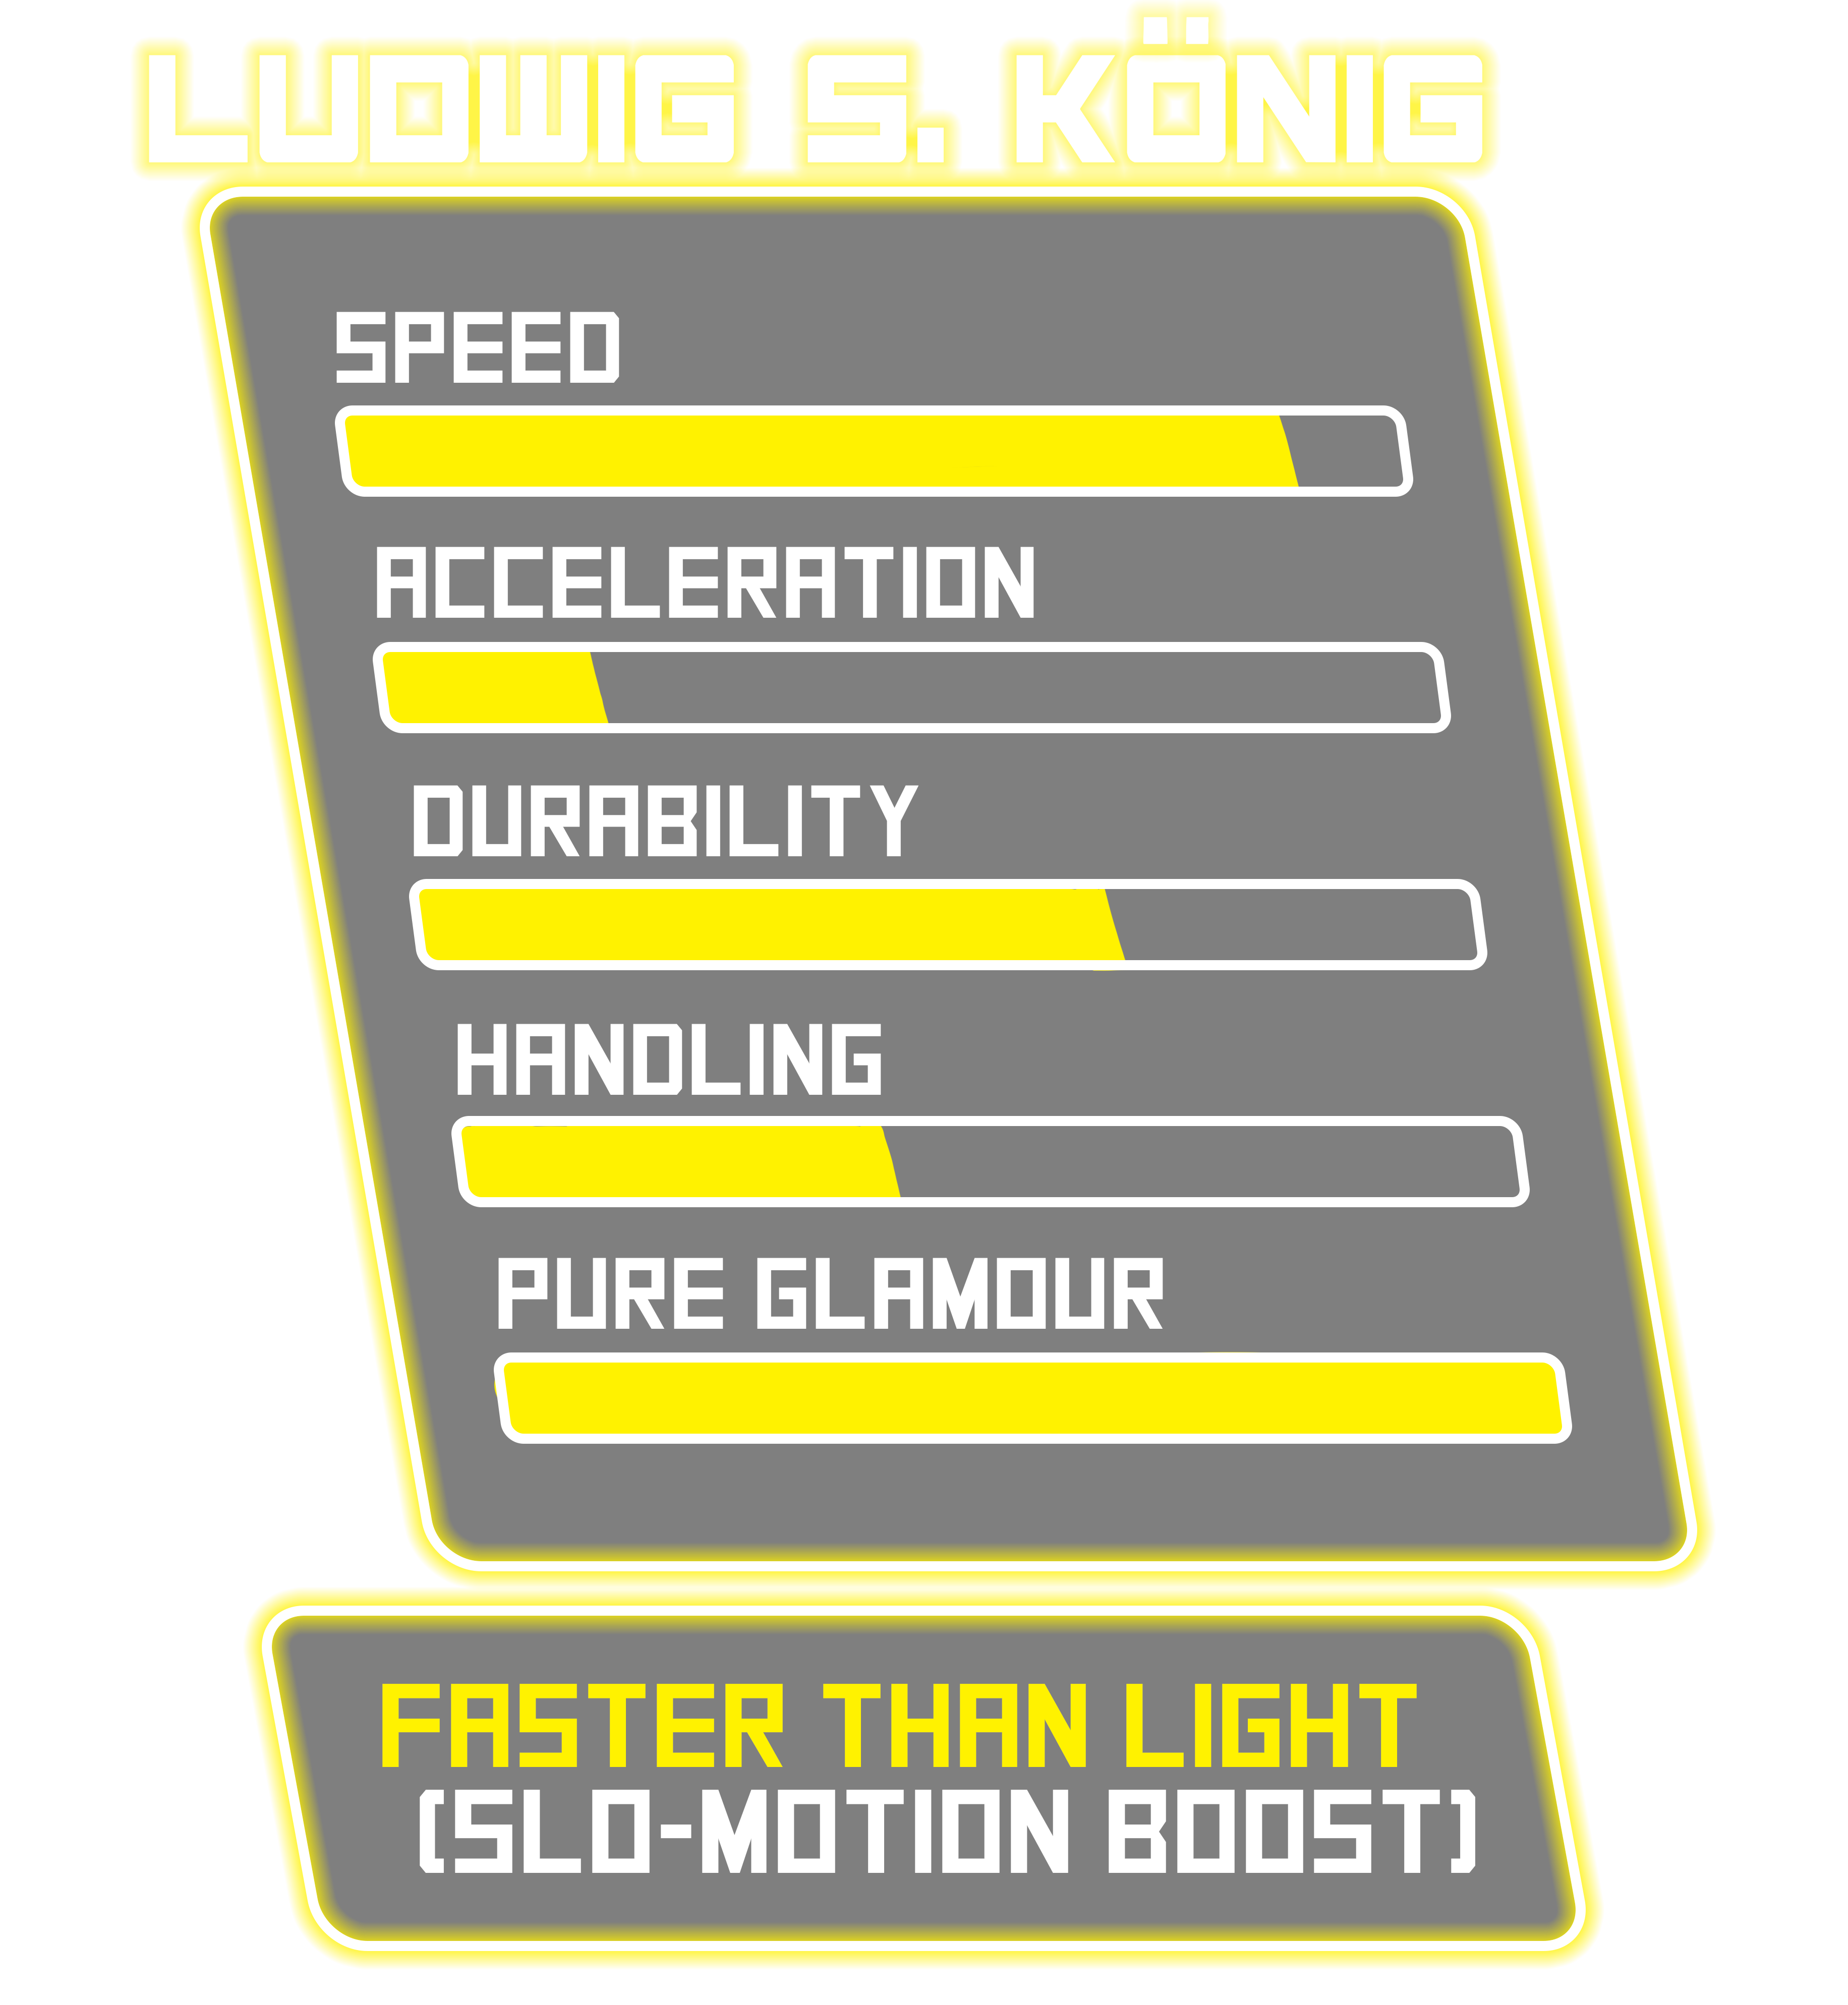 LUDWIG S. KÖNIG
SPEED
ACCELERATION
DURABILITY
HANDLING
PURE GLAMOUR
FASTER THAN LIGHT
(SLO-MOTION BOOST)